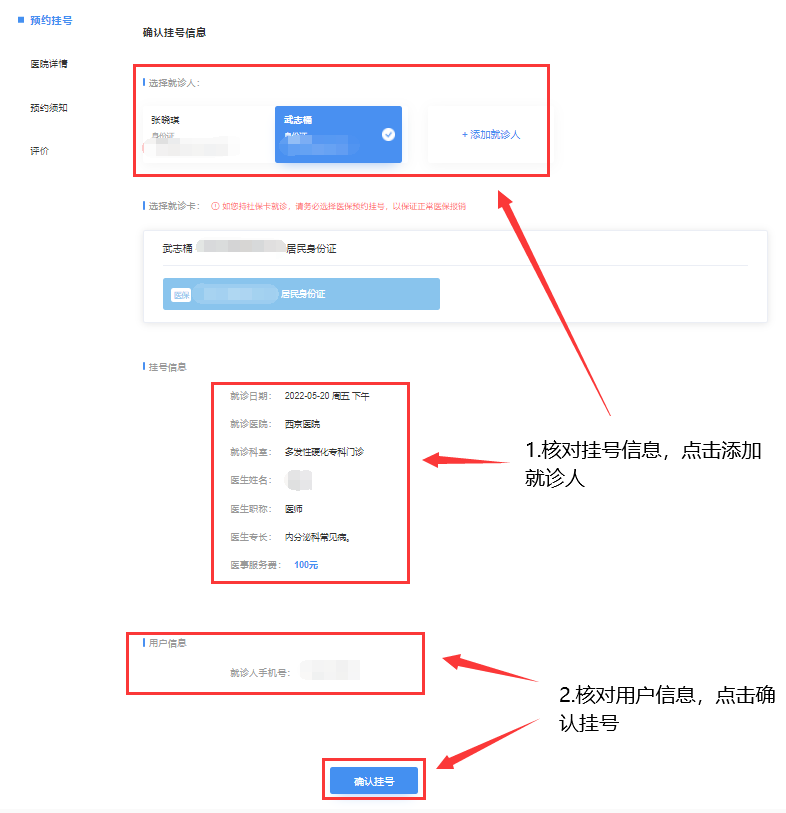 预约挂号
确认挂号信息
医院详情
选择就诊人：
预约须知
张晓琪
身份证
武志桶
身份证
+ 添加就诊人
评价
选择就诊卡：
如您持社保卡就诊，请务必选择医保预约挂号，以保证正常医保报销
武志桶 居民身份证
医保 居民身份证
挂号信息
就诊日期： 2022-05-20 周五 下午
就诊医院： 西京医院
就诊科室： 多发性硬化专科门诊
医生姓名：
医生职称： 医师
医生专长： 内分泌科常见病。
医事服务费： 100元
1.核对挂号信息，点击添加
就诊人
用户信息
就诊人手机号：
2.核对用户信息，点击确
认挂号
确认挂号